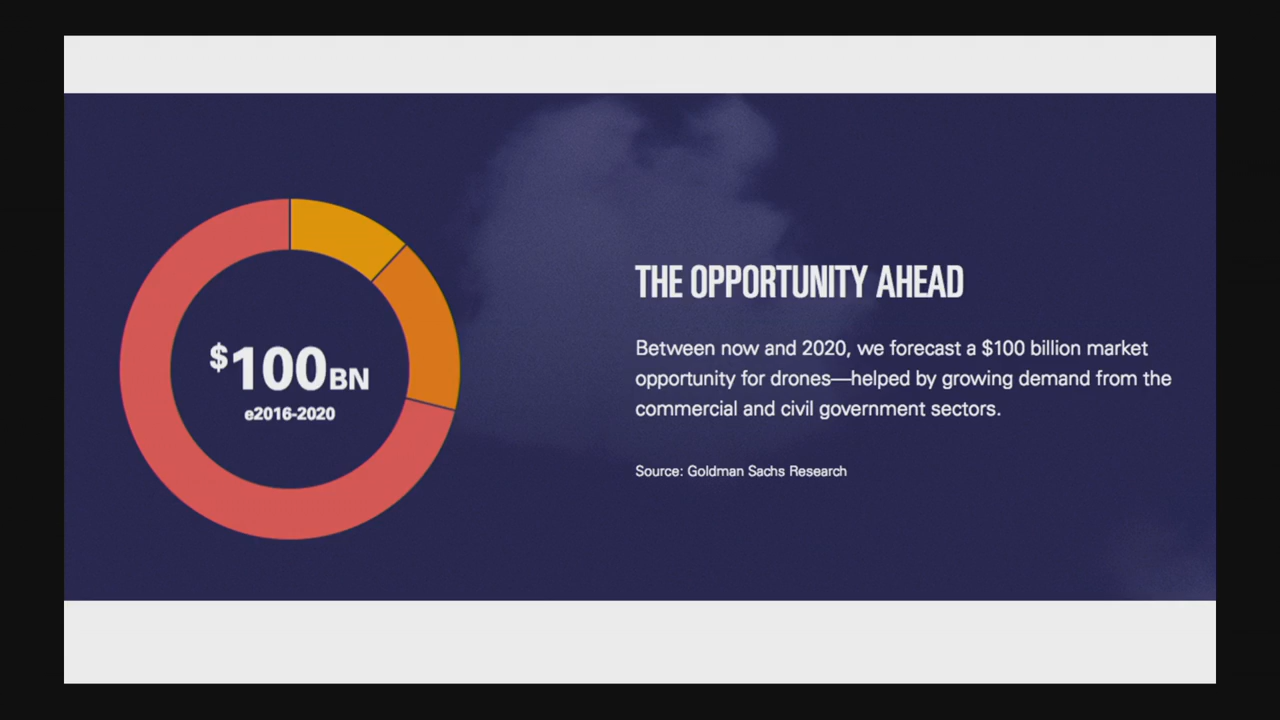 $100BN
e2016-2020
THE OPPORTUNITY AHEAD
Between now and 2020, we forecast a $100 billion market
opportunity for drones—helped by growing demand from the
commercial and civil government sectors.
Source: Goldman Sachs Research